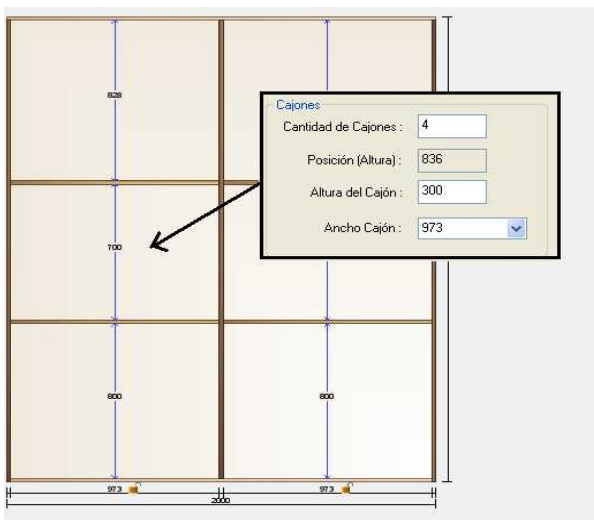 828
Cajones
Cantidad de Cajones : 4
Posición (Altura) : 836
Altura del Cajón : 300
Ancho Cajón : 973
700
800
800
973
973
2000